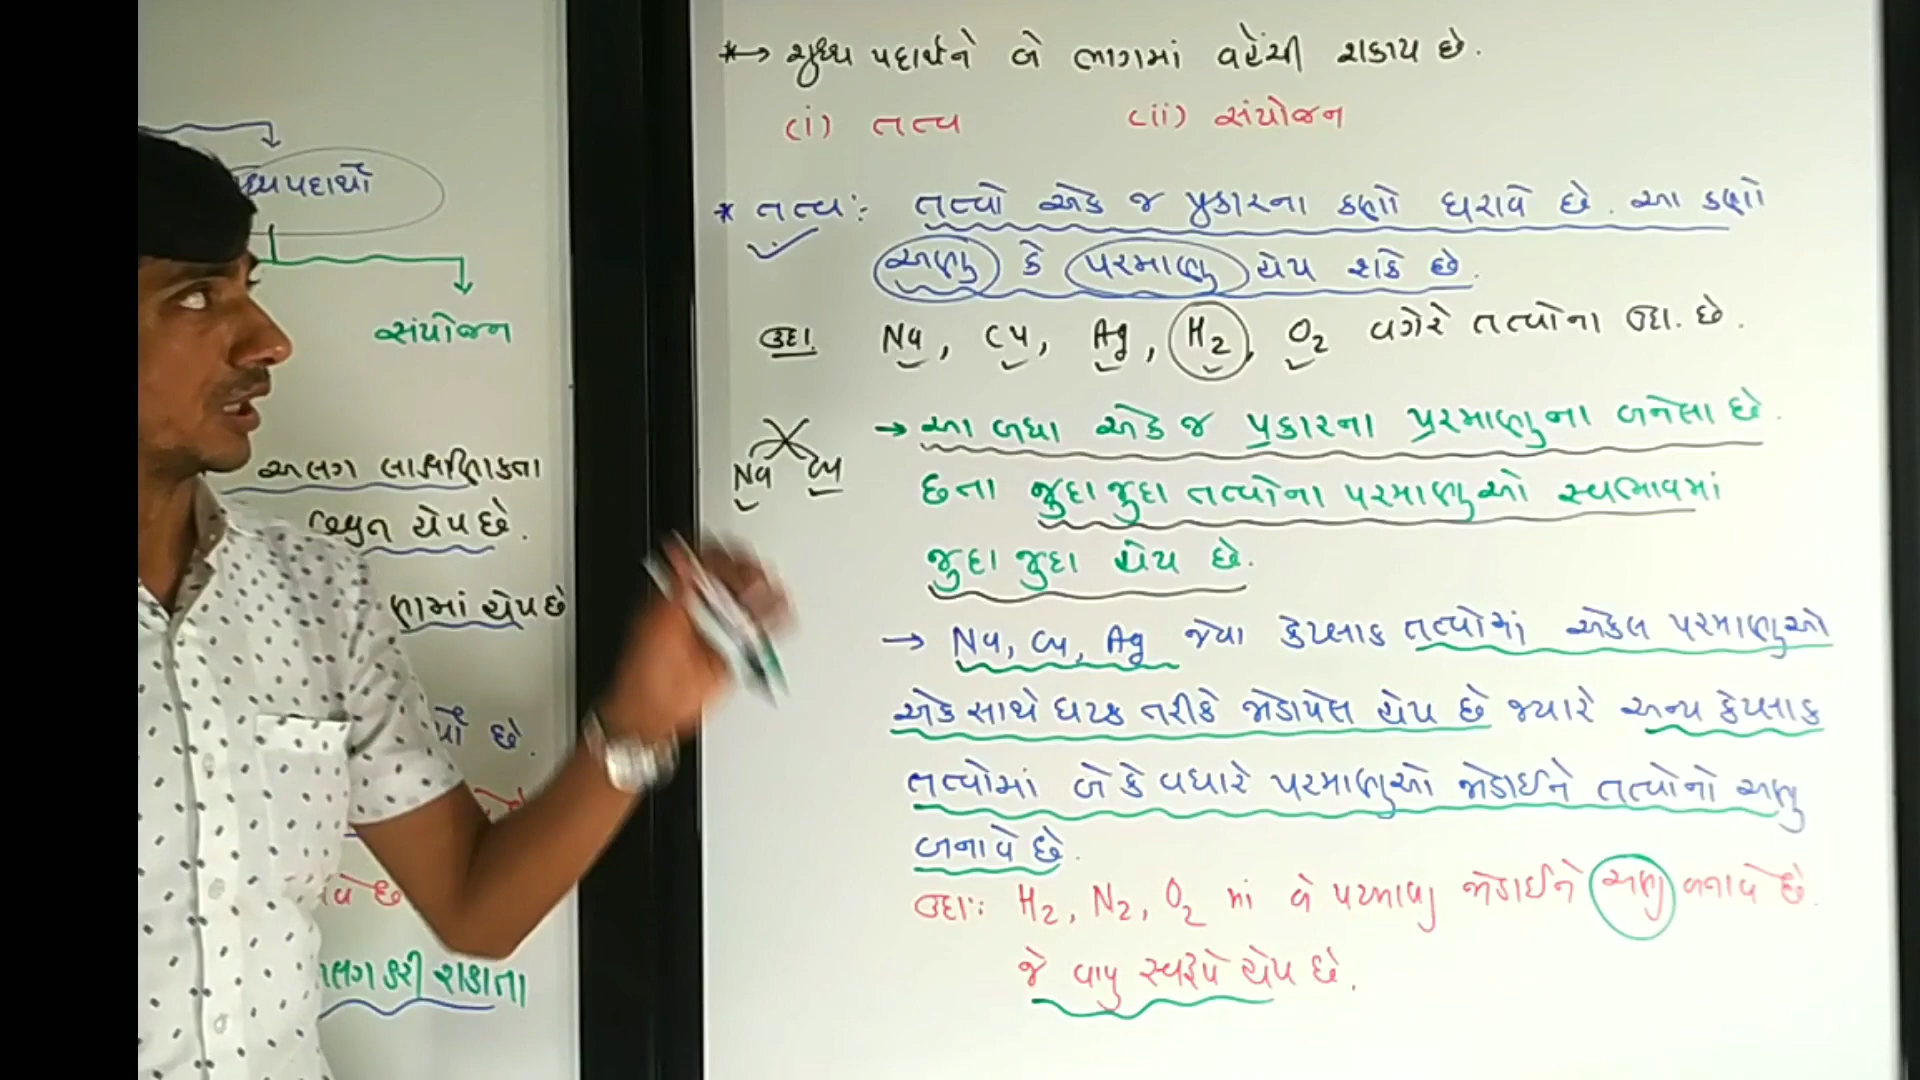 પદાર્થો
સંયોજન
અલગ લાક્ષણિકતા
હોય છે.
હોય છે
છે.
છે
અલગ કરી શકાતા
*→ શુધ્ધ પદાર્થને બે ભાગમાં વહેંચી શકાય છે.
(i) તત્વ (ii) સંયોજન
* તત્વ:- તત્વો એક જ પ્રકારના કણો ધરાવે છે. આ કણો
અણુ કે પરમાણુ હોય શકે છે.
ઉદા. Na, Cu, Ag, H2, O2 વગેરે તત્વોના ઉદા. છે.
Na Cu
→ આ બધા એક જ પ્રકારના પરમાણુના બનેલા છે.
છતા જુદા જુદા તત્વોના પરમાણુઓ સ્વભાવમાં
જુદા જુદા હોય છે.
→ Na, Cu, Ag જેવા કેટલાક તત્વોમાં એકલ પરમાણુઓ
એક સાથે ઘટક તરીકે જોડાયેલ હોય છે જ્યારે અન્ય કેટલાક
તત્વોમાં બે કે વધારે પરમાણુઓ જોડાઈને તત્વોનો અણુ
બનાવે છે.
ઉદા:- H2, N2, O2 માં બે પરમાણુ જોડાઈને અણુ બનાવે છે.
જે વાયુ સ્વરૂપે હોય છે.